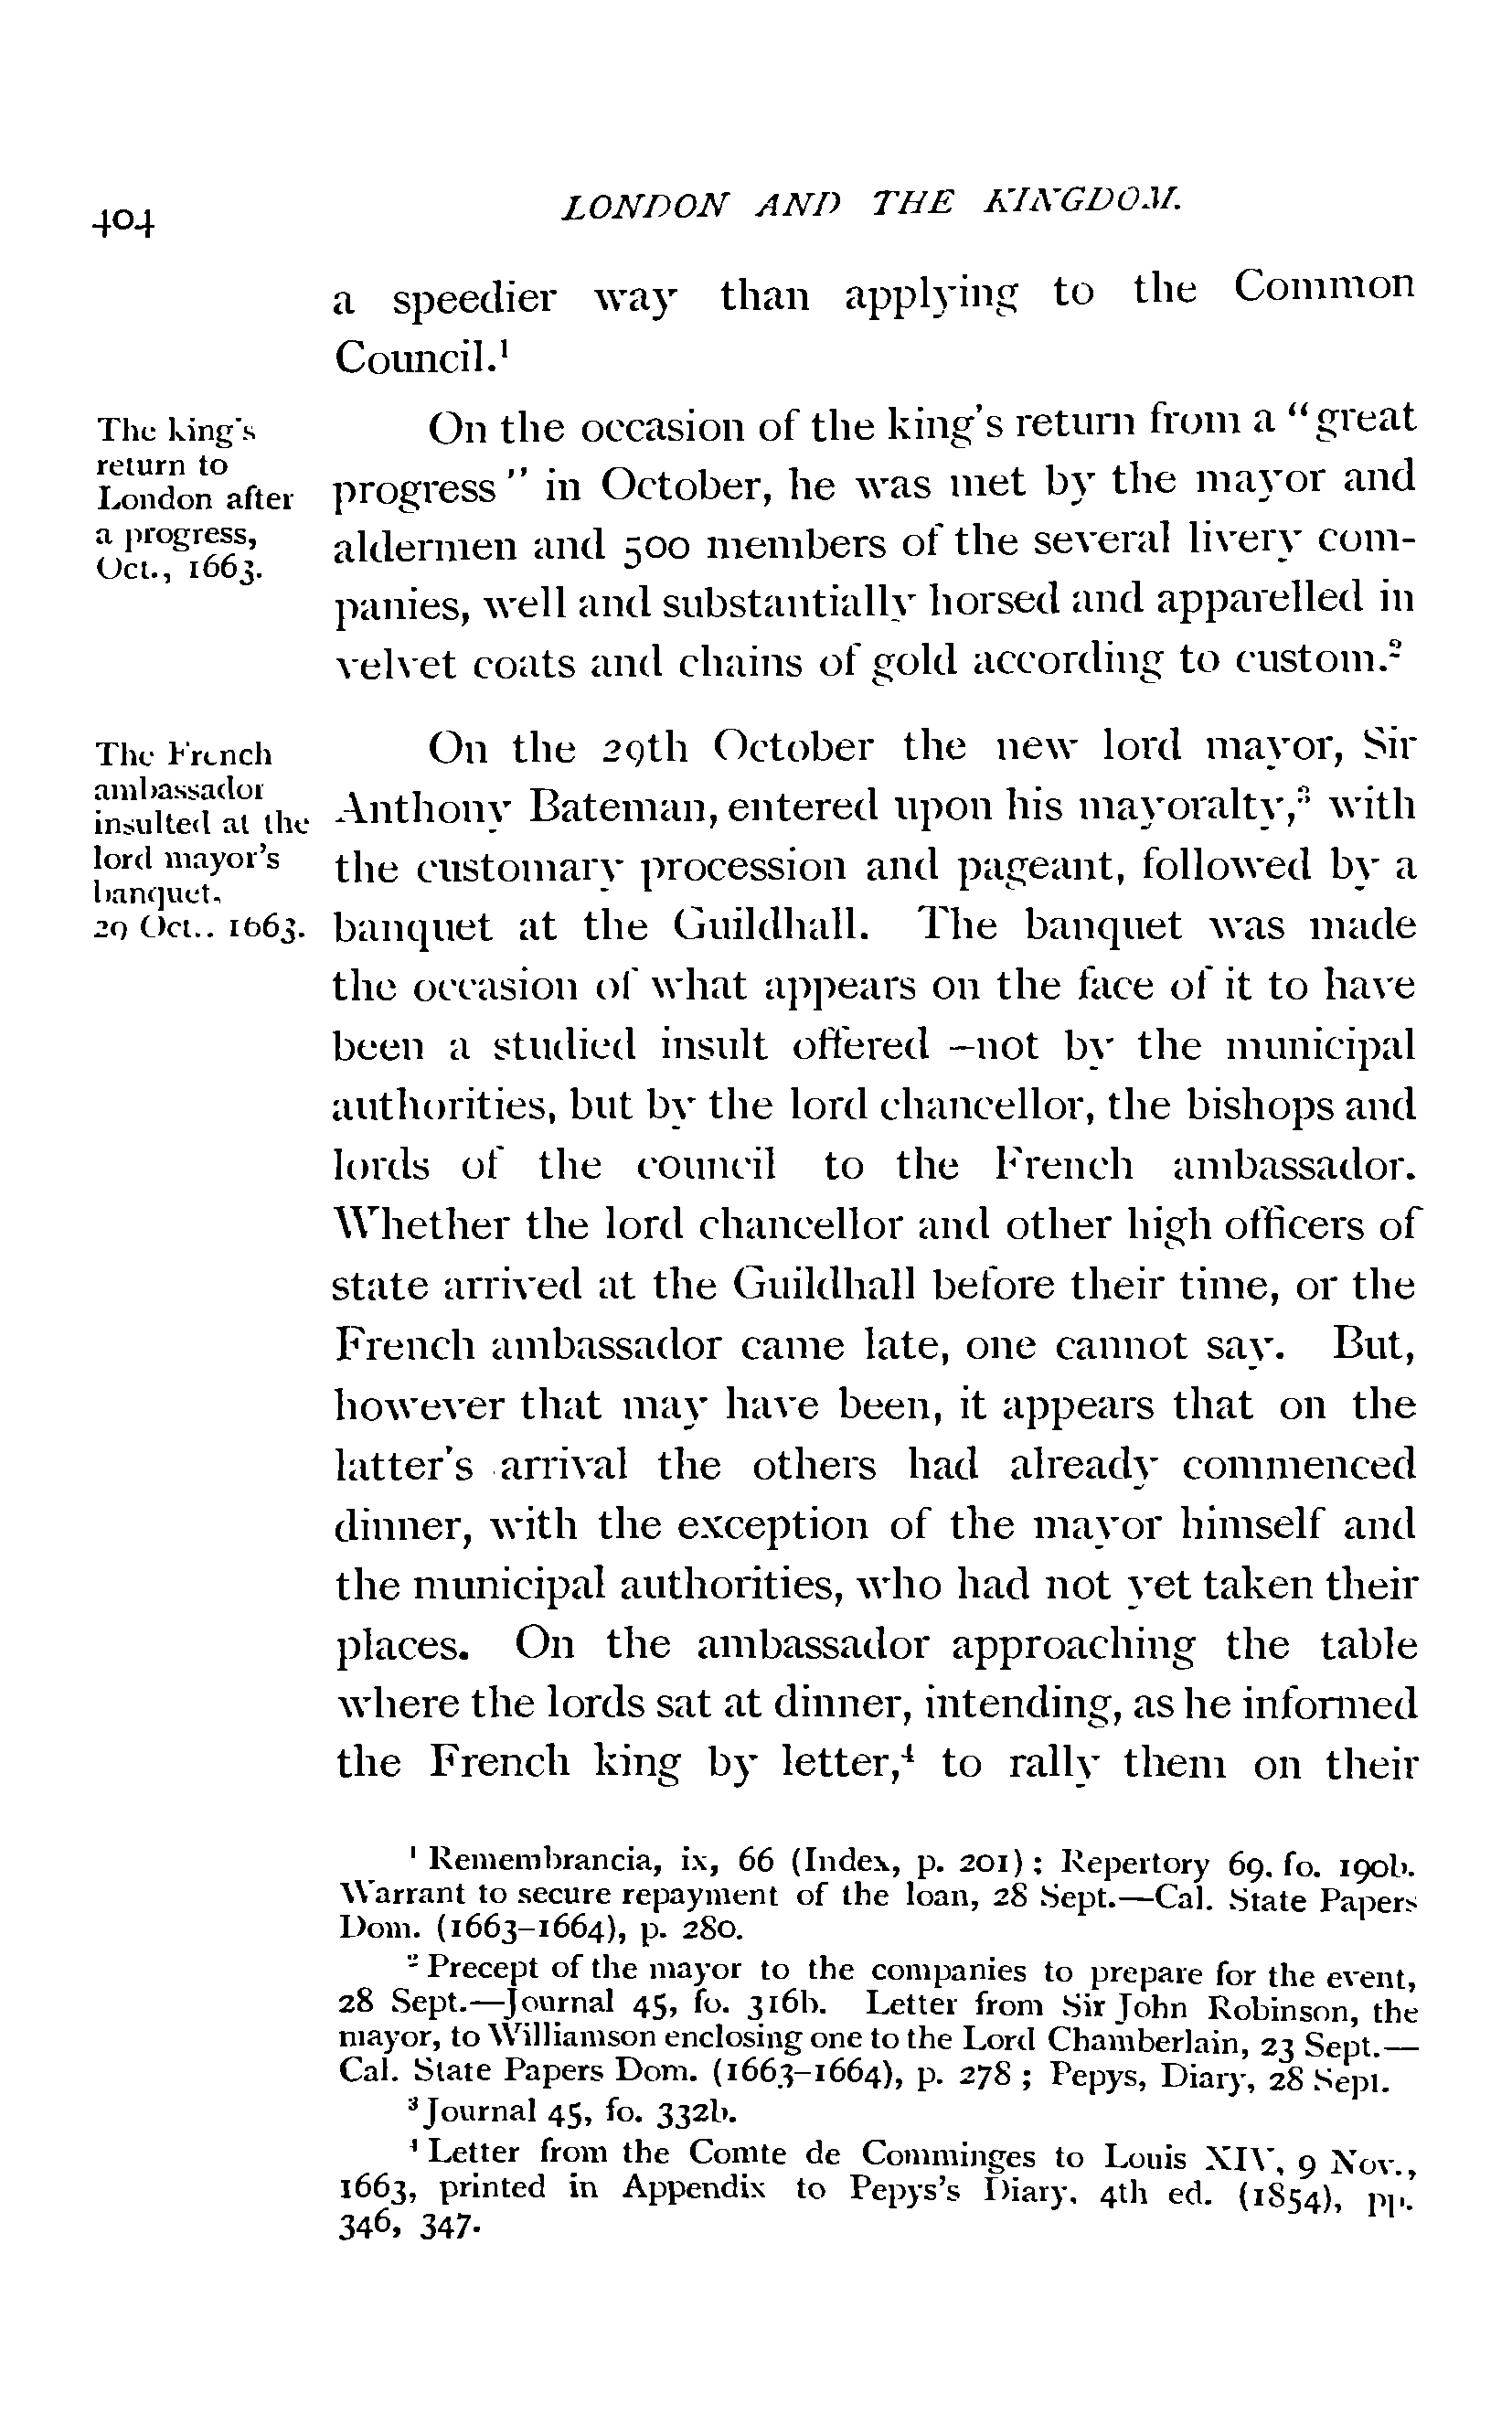 404
LONDON AND THE KINGDOM.
a speedier way than applying to the Common
Council.¹
The king's
return to
London after
a progress,
Oct., 1663.
On the occasion of the king's return from a "great
progress" in October, he was met by the mayor and
aldermen and 500 members of the several livery com-
panies, well and substantially horsed and apparelled in
velvet coats and chains of gold according to custom.²
The French
ambassador
insulted at the
lord mayor's
banquet,
29 Oct., 1663.
On the 29th October the new lord mayor, Sir
Anthony Bateman, entered upon his mayoralty,³ with
the customary procession and pageant, followed by a
banquet at the Guildhall. The banquet was made
the occasion of what appears on the face of it to have
been a studied insult offered—not by the municipal
authorities, but by the lord chancellor, the bishops and
lords of the council to the French ambassador.
Whether the lord chancellor and other high officers of
state arrived at the Guildhall before their time, or the
French ambassador came late, one cannot say. But,
however that may have been, it appears that on the
latter's arrival the others had already commenced
dinner, with the exception of the mayor himself and
the municipal authorities, who had not yet taken their
places. On the ambassador approaching the table
where the lords sat at dinner, intending, as he informed
the French king by letter,⁴ to rally them on their
¹ Remembrancia, ix, 66 (Index, p. 201); Repertory 69, fo. 190b.
Warrant to secure repayment of the loan, 28 Sept.—Cal. State Papers
Dom. (1663-1664), p. 280.
² Precept of the mayor to the companies to prepare for the event,
28 Sept.—Journal 45, fo. 316b. Letter from Sir John Robinson, the
mayor, to Williamson enclosing one to the Lord Chamberlain, 23 Sept.—
Cal. State Papers Dom. (1663-1664), p. 278; Pepys, Diary, 28 Sept.
³ Journal 45, fo. 332b.
⁴ Letter from the Comte de Comminges to Louis XIV, 9 Nov.,
1663, printed in Appendix to Pepys's Diary, 4th ed. (1854), pp.
346, 347.